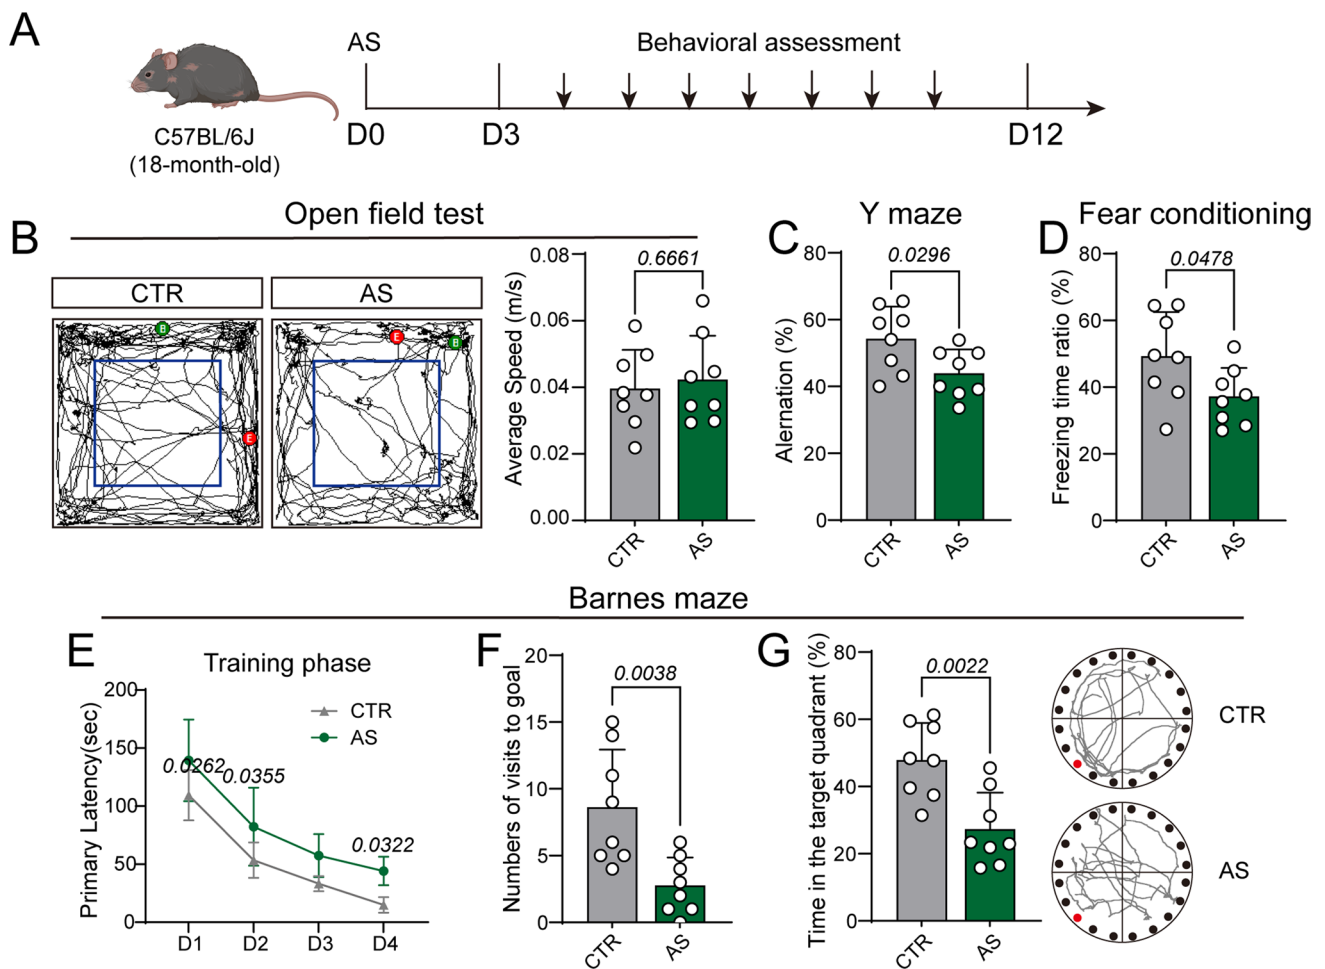 A
AS
Behavioral assessment
D0
D3
D12
C57BL/6J
(18-month-old)
Open field test
Y maze
Fear conditioning
B
CTR
AS
B
E
E
B
Average Speed (m/s)
0.08
0.06
0.04
0.02
0.00
0.6661
CTR
AS
C
Alernation (%)
80
60
40
20
0
0.0296
CTR
AS
D
Freezing time ratio (%)
80
60
40
20
0
0.0478
CTR
AS
Barnes maze
E
Training phase
Primary Latency(sec)
200
150
100
50
0
CTR
AS
0.0262
0.0355
0.0322
D1
D2
D3
D4
F
Numbers of visits to goal
20
15
10
5
0
0.0038
CTR
AS
G
Time in the target quadrant (%)
80
60
40
20
0
0.0022
CTR
AS
CTR
AS